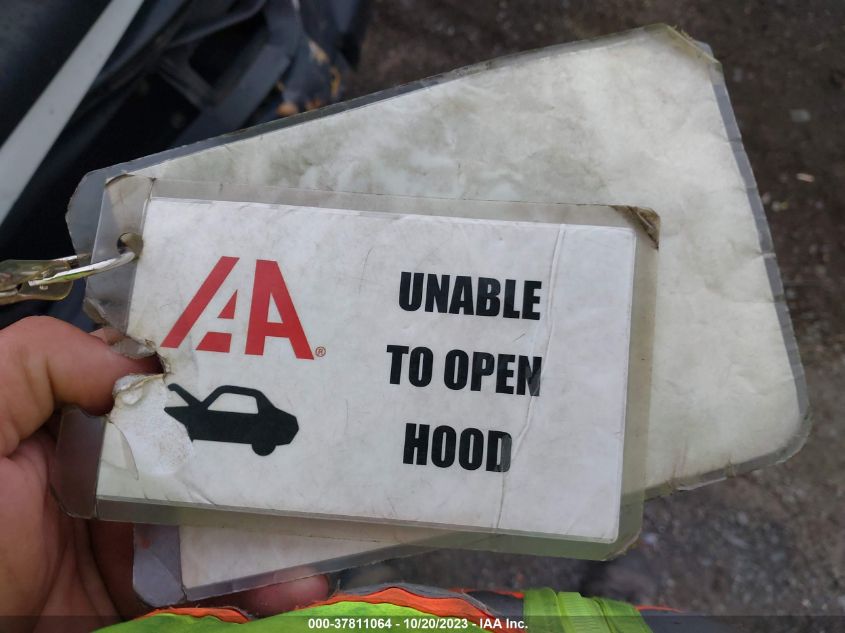 IAA®
UNABLE
TO OPEN
HOOD
000-37811064 - 10/20/2023 - IAA Inc.